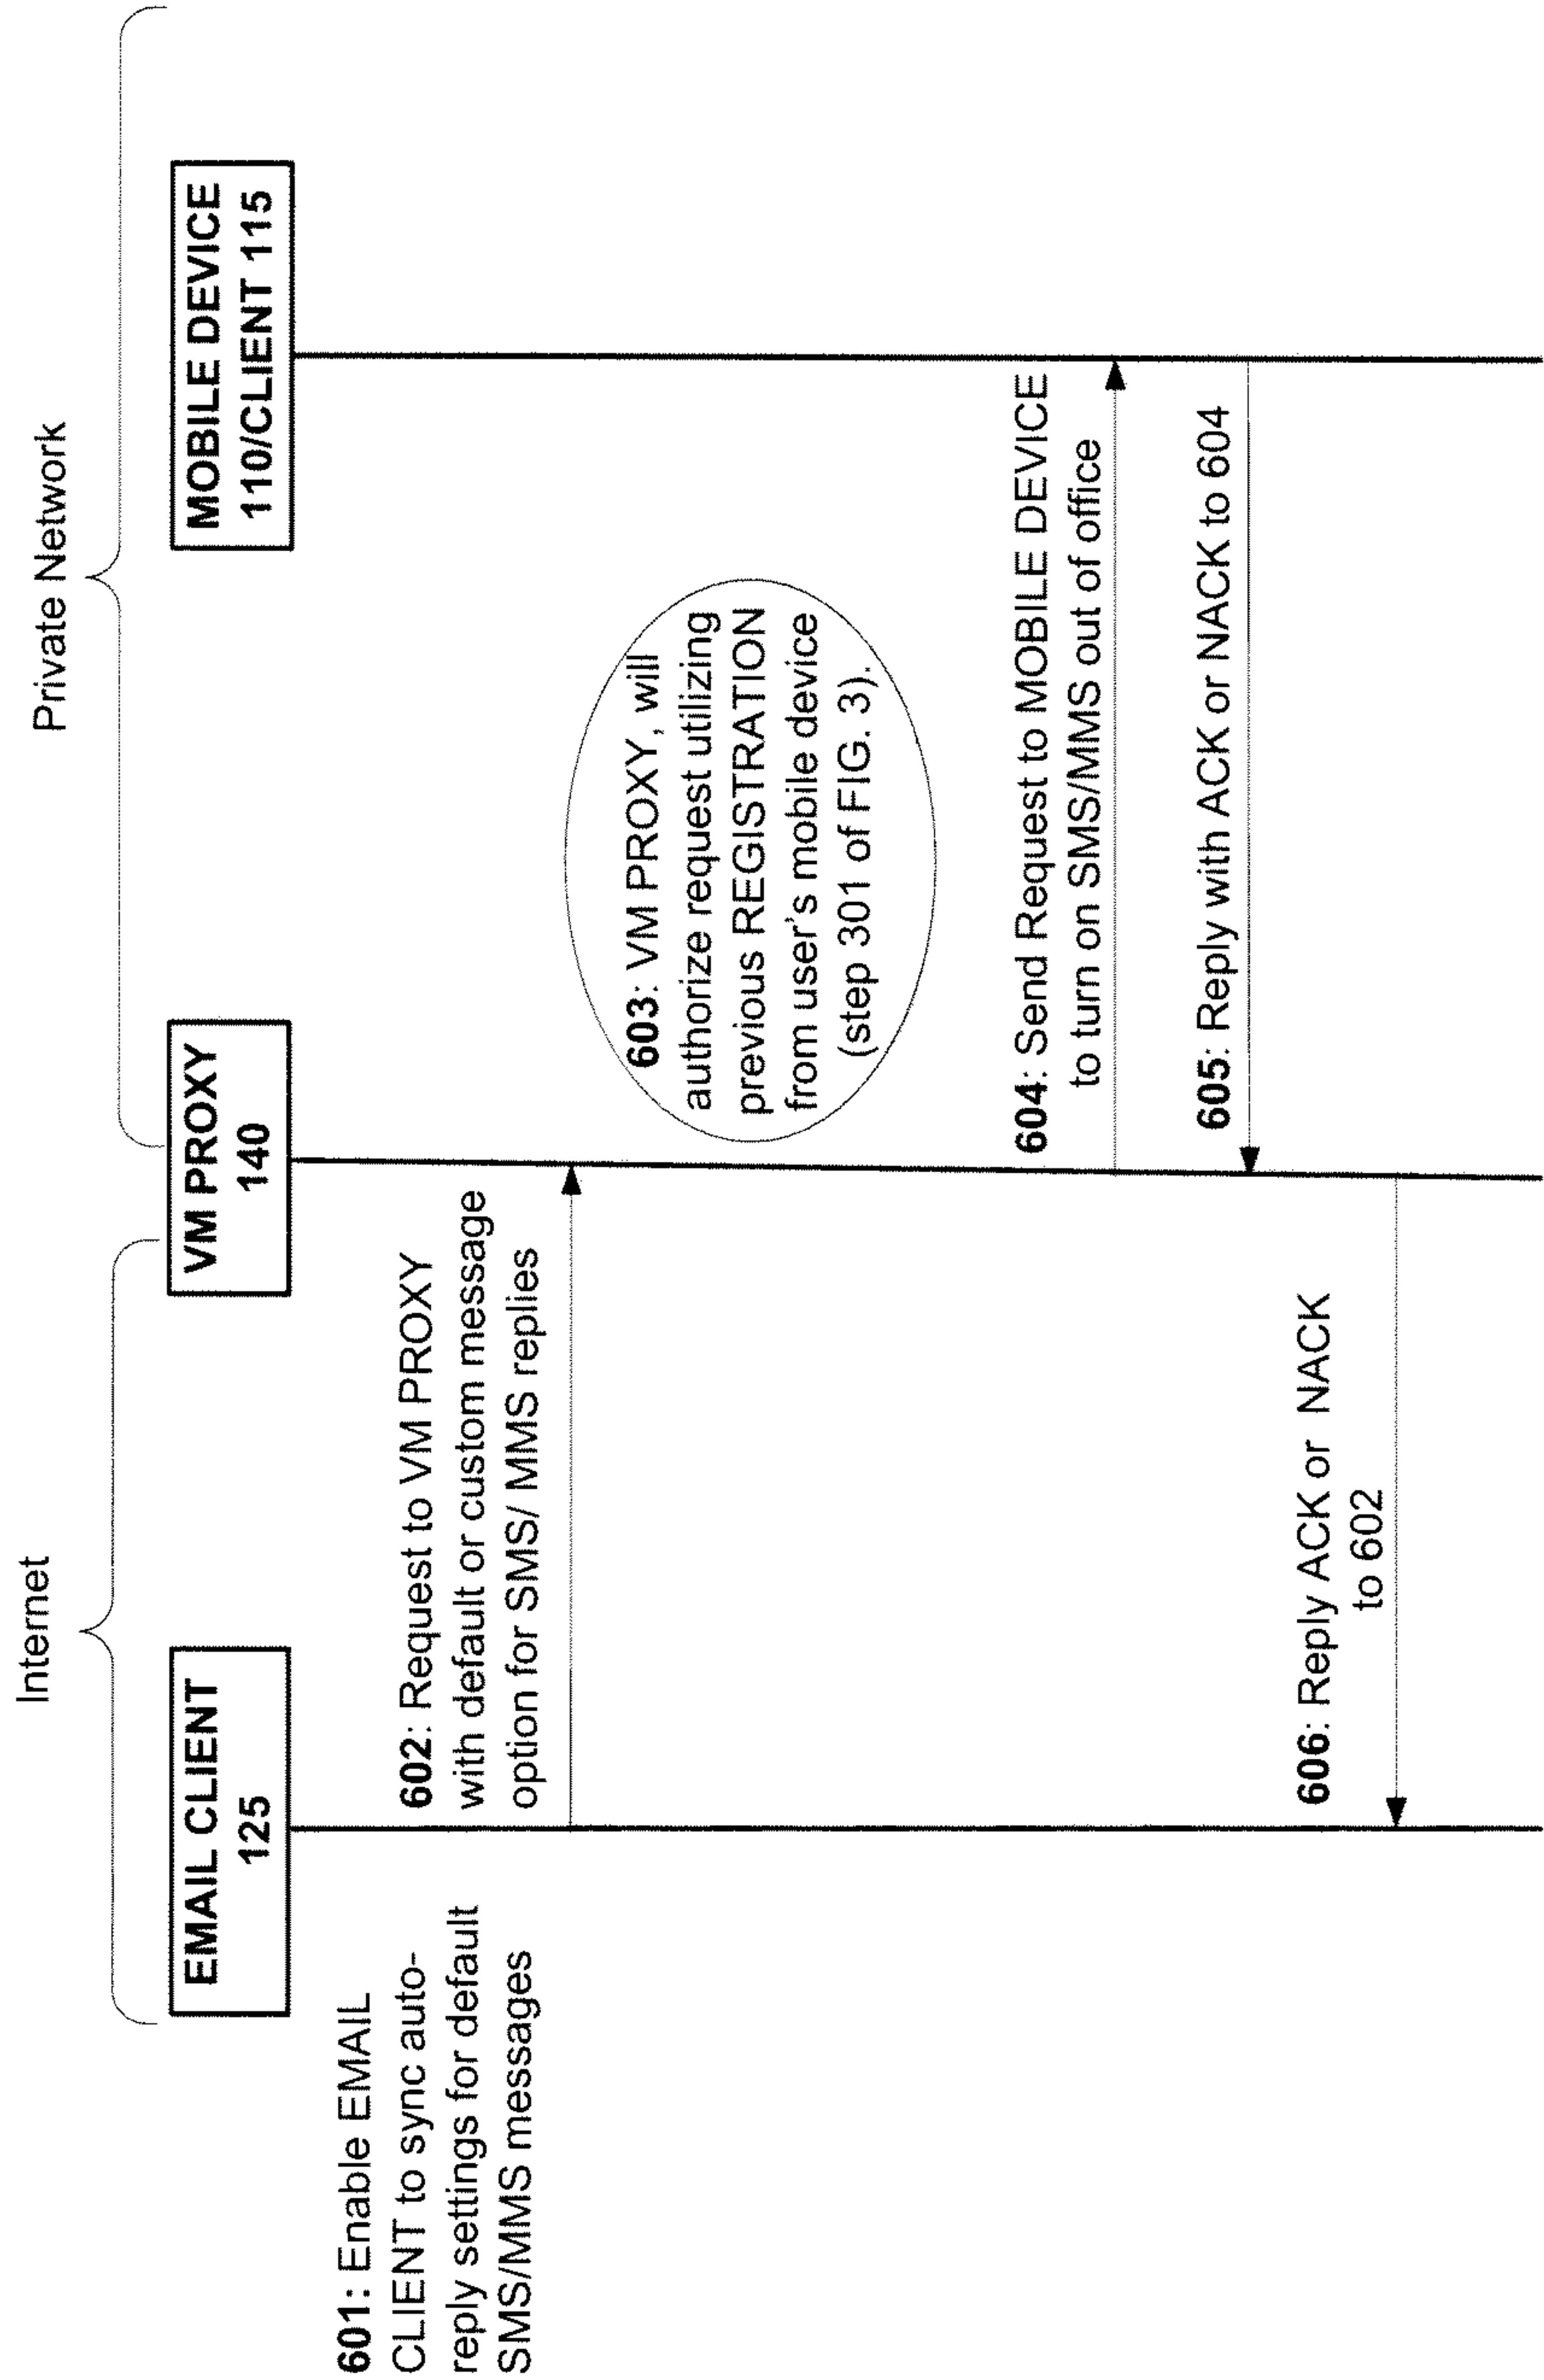 Internet
Private Network
EMAIL CLIENT
125
VM PROXY
140
MOBILE DEVICE
110/CLIENT 115
601: Enable EMAIL
CLIENT to sync auto-
reply settings for default
SMS/MMS messages
602: Request to VM PROXY
with default or custom message
option for SMS/ MMS replies
603: VM PROXY, will
authorize request utilizing
previous REGISTRATION
from user's mobile device
(step 301 of FIG. 3).
604: Send Request to MOBILE DEVICE
to turn on SMS/MMS out of office
605: Reply with ACK or NACK to 604
606: Reply ACK or NACK
to 602